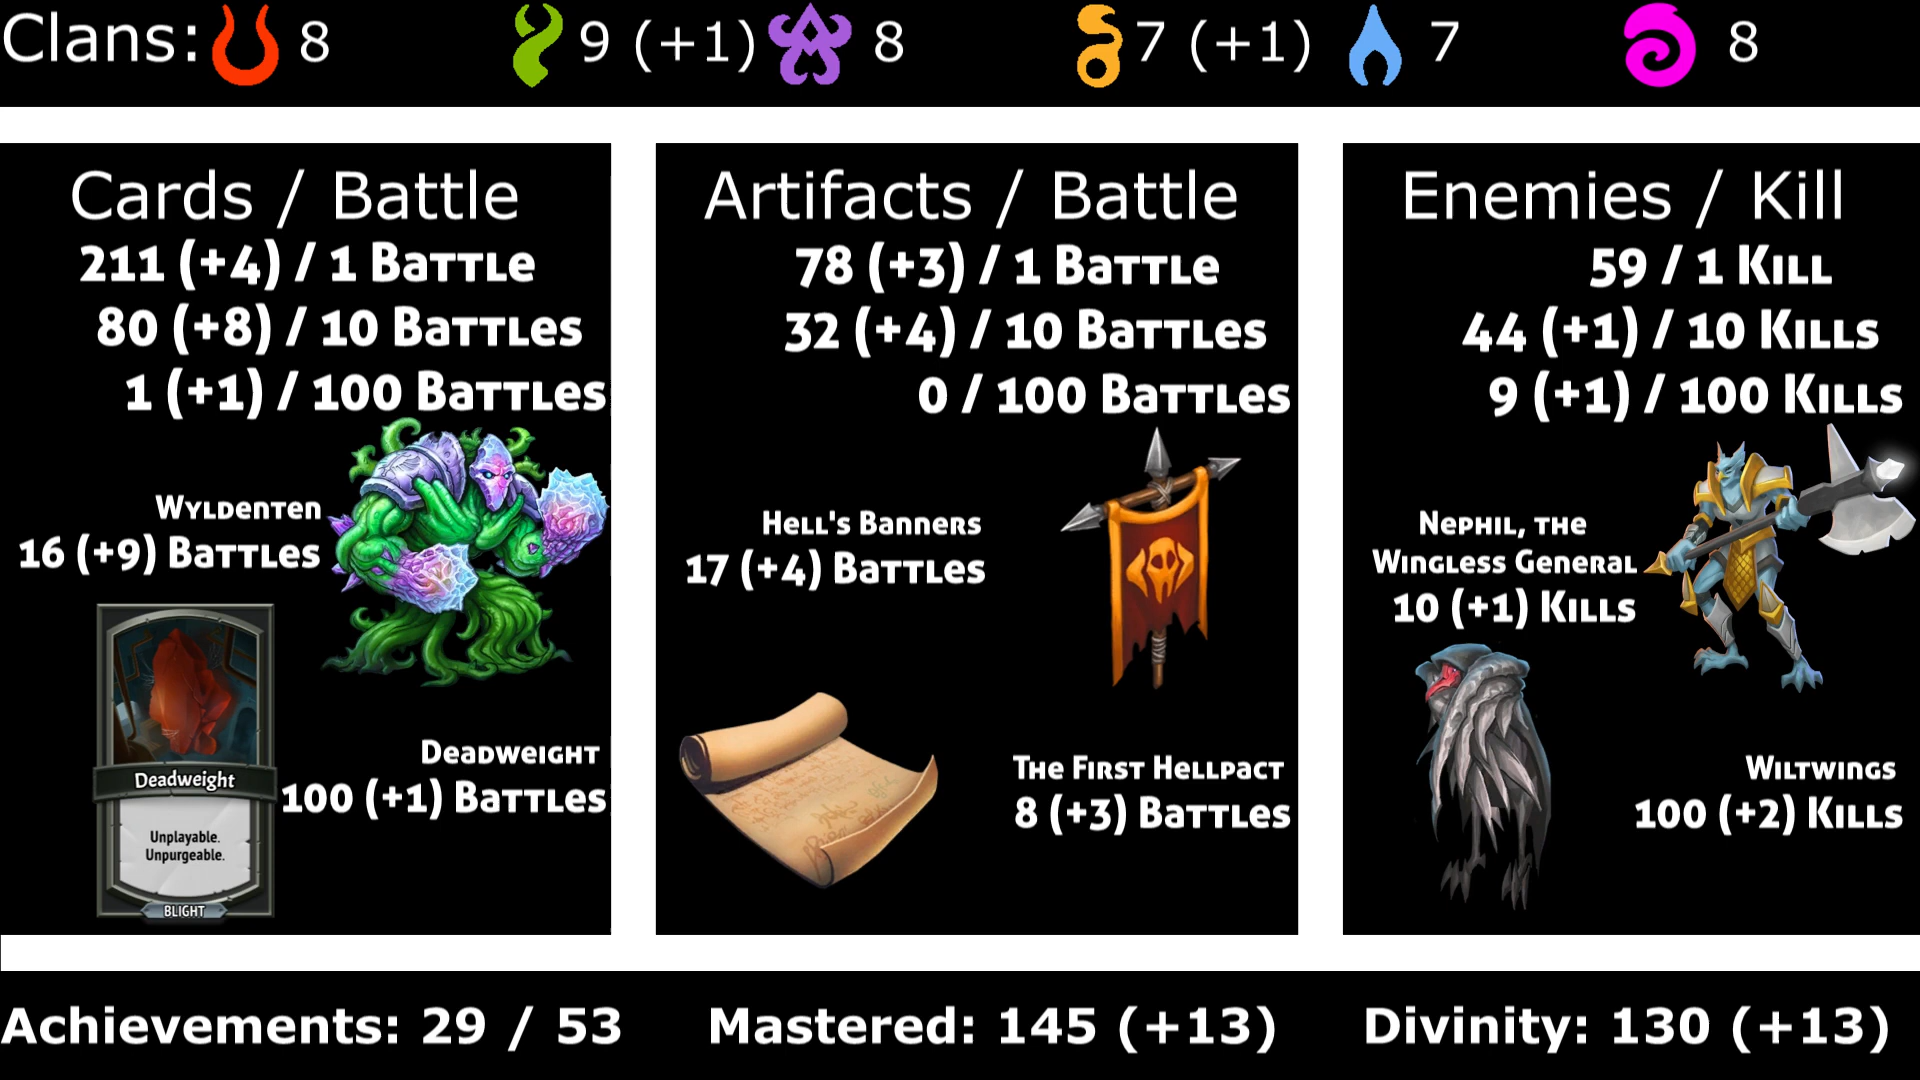 Clans: 8 9 (+1) 8 7 (+1) 7 8
Cards / Battle
211 (+4) / 1 Battle
80 (+8) / 10 Battles
1 (+1) / 100 Battles
Wyldenten
16 (+9) Battles
Deadweight
Unplayable.
Unpurgeable.
BLIGHT
Deadweight
100 (+1) Battles
Artifacts / Battle
78 (+3) / 1 Battle
32 (+4) / 10 Battles
0 / 100 Battles
Hell's Banners
17 (+4) Battles
The First Hellpact
8 (+3) Battles
Enemies / Kill
59 / 1 Kill
44 (+1) / 10 Kills
9 (+1) / 100 Kills
Nephil, the
Wingless General
10 (+1) Kills
Wiltwings
100 (+2) Kills
Achievements: 29 / 53
Mastered: 145 (+13)
Divinity: 130 (+13)